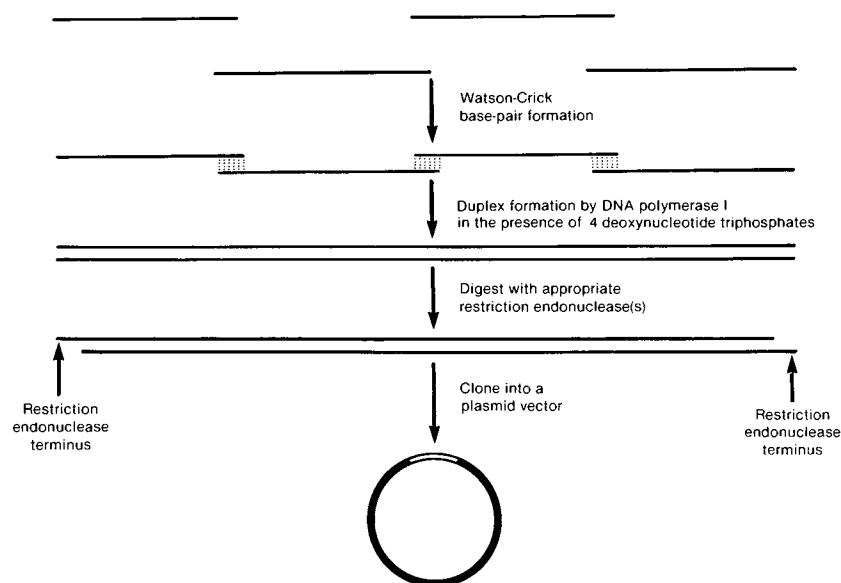 Watson-Crick
base-pair formation
Duplex formation by DNA polymerase I
in the presence of 4 deoxynucleotide triphosphates
Digest with appropriate
restriction endonuclease(s)
Restriction
endonuclease
terminus
Clone into a
plasmid vector
Restriction
endonuclease
terminus